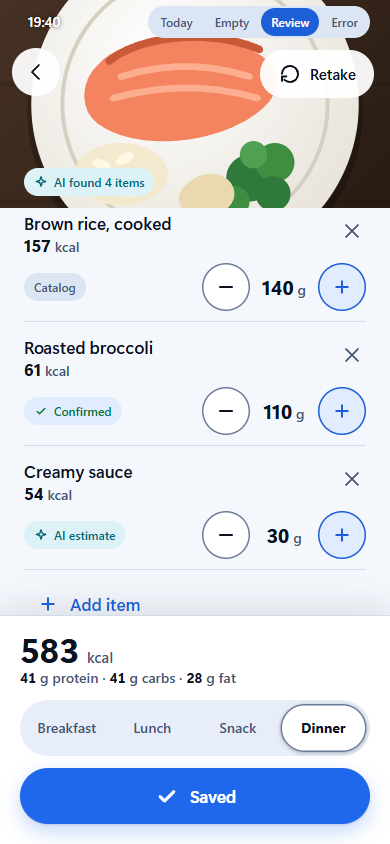 19:40
Today Empty Review Error
Retake
AI found 4 items
Brown rice, cooked
157 kcal
Catalog
140 g
Roasted broccoli
61 kcal
Confirmed
110 g
Creamy sauce
54 kcal
AI estimate
30 g
Add item
583 kcal
41 g protein · 41 g carbs · 28 g fat
Breakfast Lunch Snack Dinner
Saved